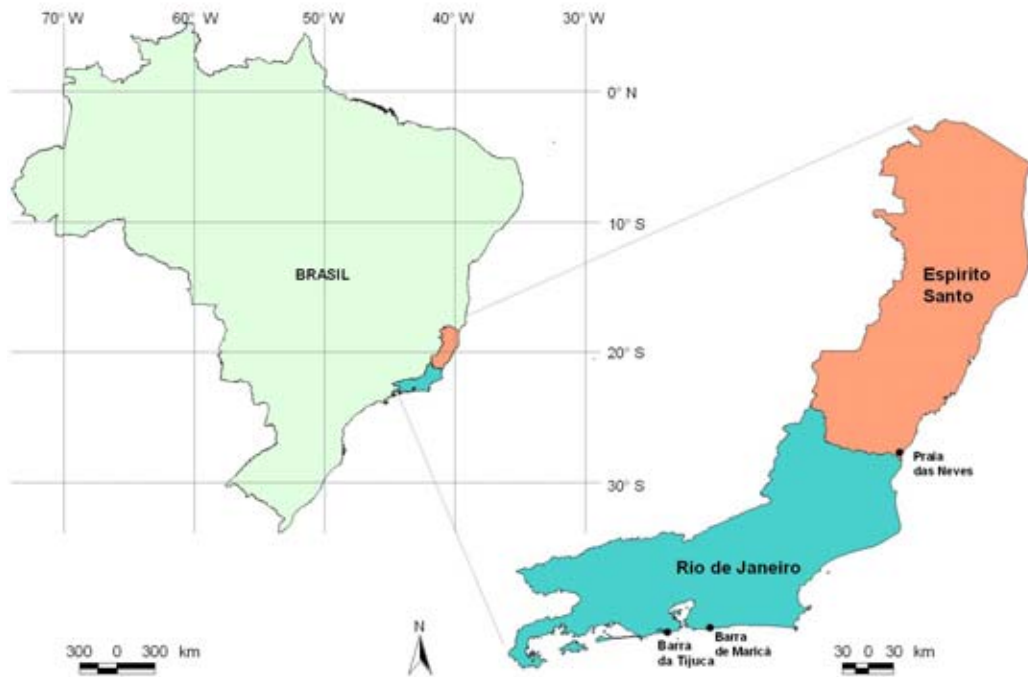 70° W 60° W 50° W 40° W 30° W
0° N
10° S
20° S
30° S
BRASIL
Espirito
Santo
Praia
das Neves
Rio de Janeiro
Barra
da Tijuca
Barra
de Maricá
N
300 0 300 km
30 0 30 km